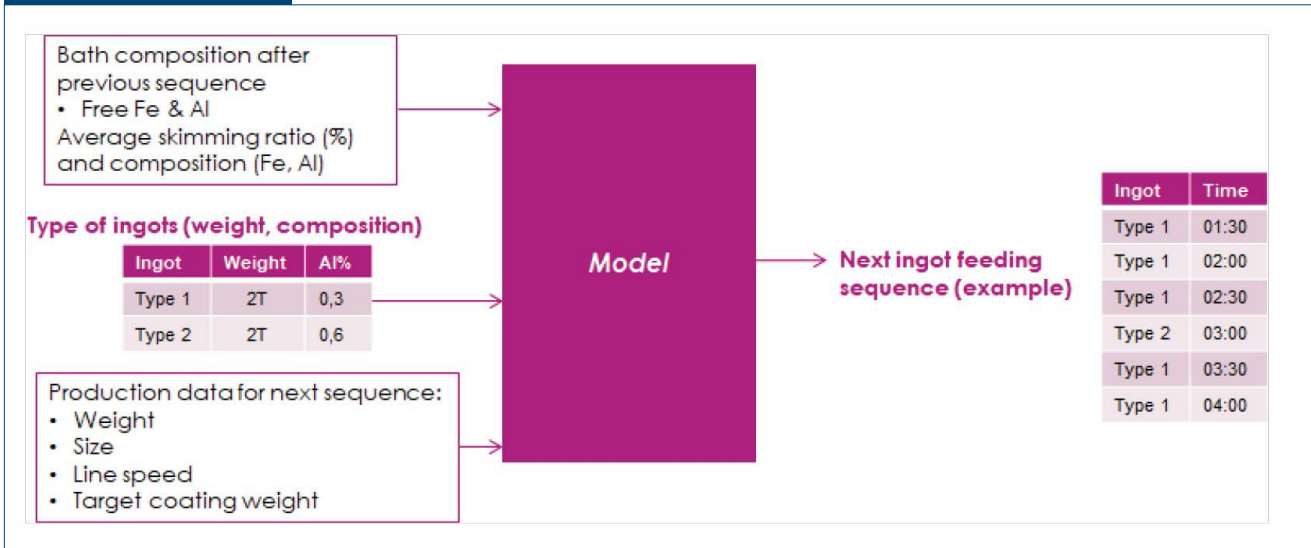 Bath composition after
previous sequence
• Free Fe & Al
Average skimming ratio (%)
and composition (Fe, Al)
Type of ingots (weight, composition)
Ingot Weight Al%
Type 1 2T 0,3
Type 2 2T 0,6
Production data for next sequence:
• Weight
• Size
• Line speed
• Target coating weight
Model
Next ingot feeding
sequence (example)
Ingot Time
Type 1 01:30
Type 1 02:00
Type 1 02:30
Type 2 03:00
Type 1 03:30
Type 1 04:00